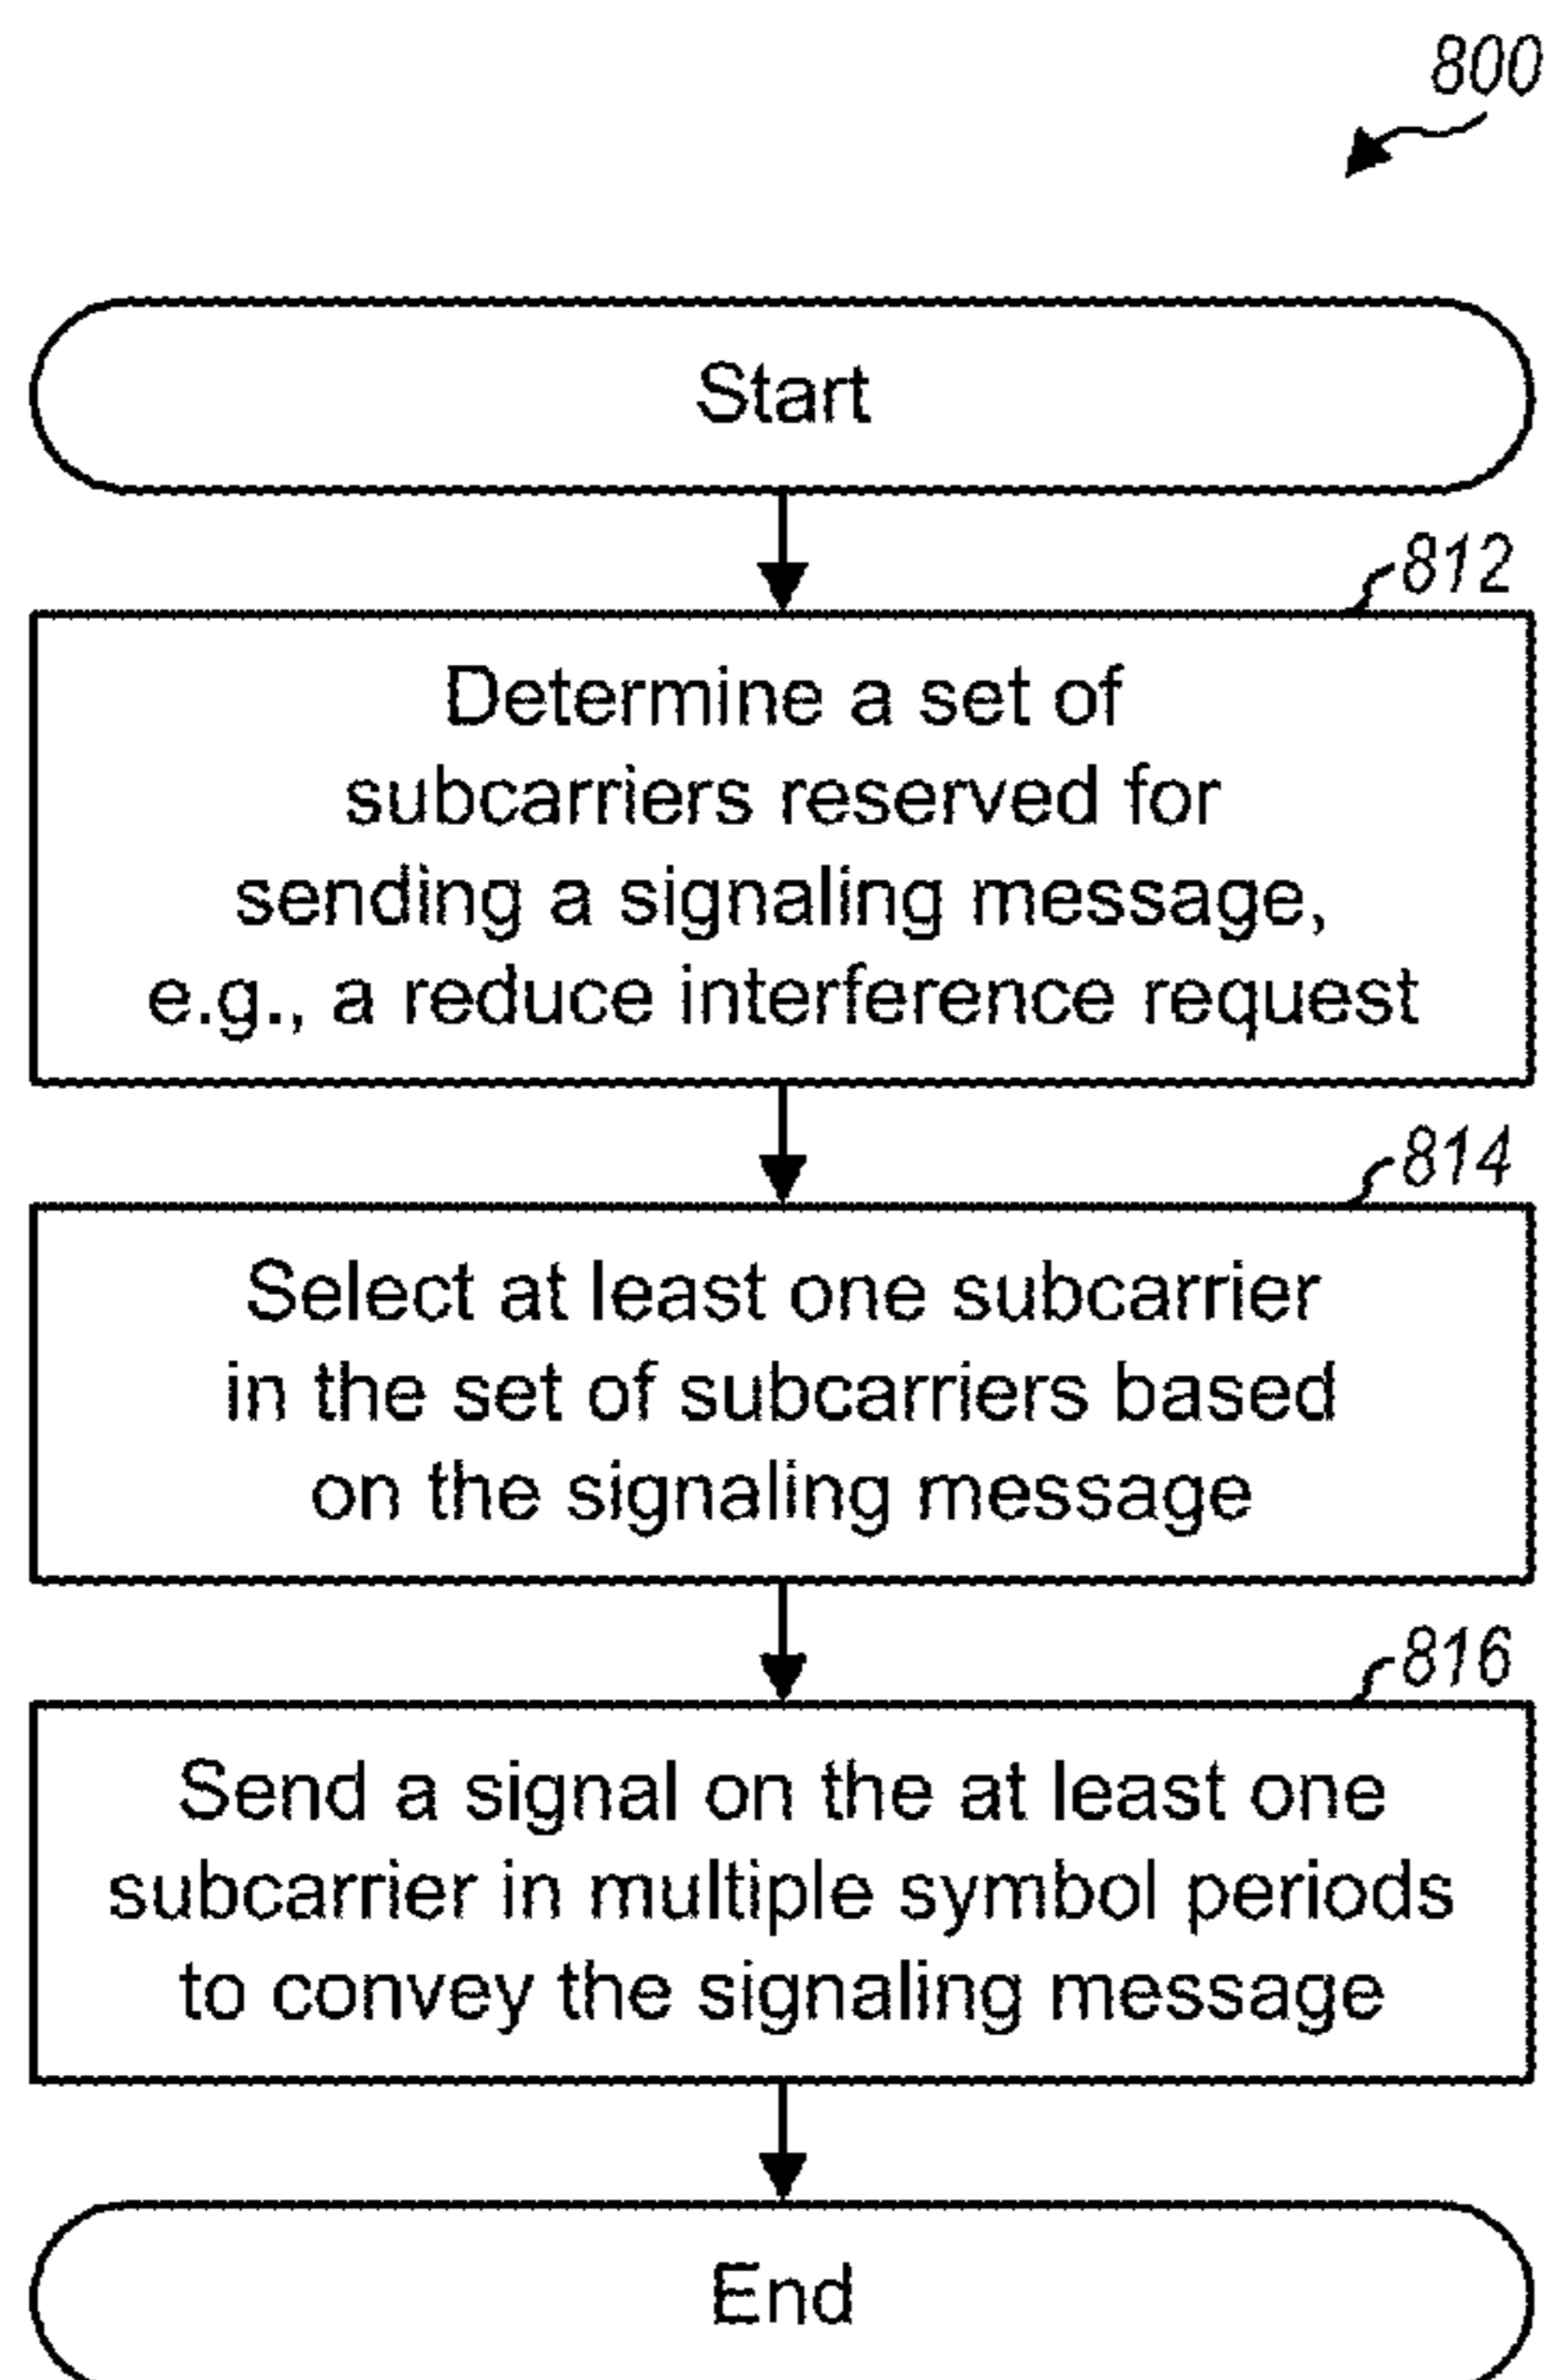 800
Start
812
Determine a set of
subcarriers reserved for
sending a signaling message,
e.g., a reduce interference request
814
Select at least one subcarrier
in the set of subcarriers based
on the signaling message
816
Send a signal on the at least one
subcarrier in multiple symbol periods
to convey the signaling message
End